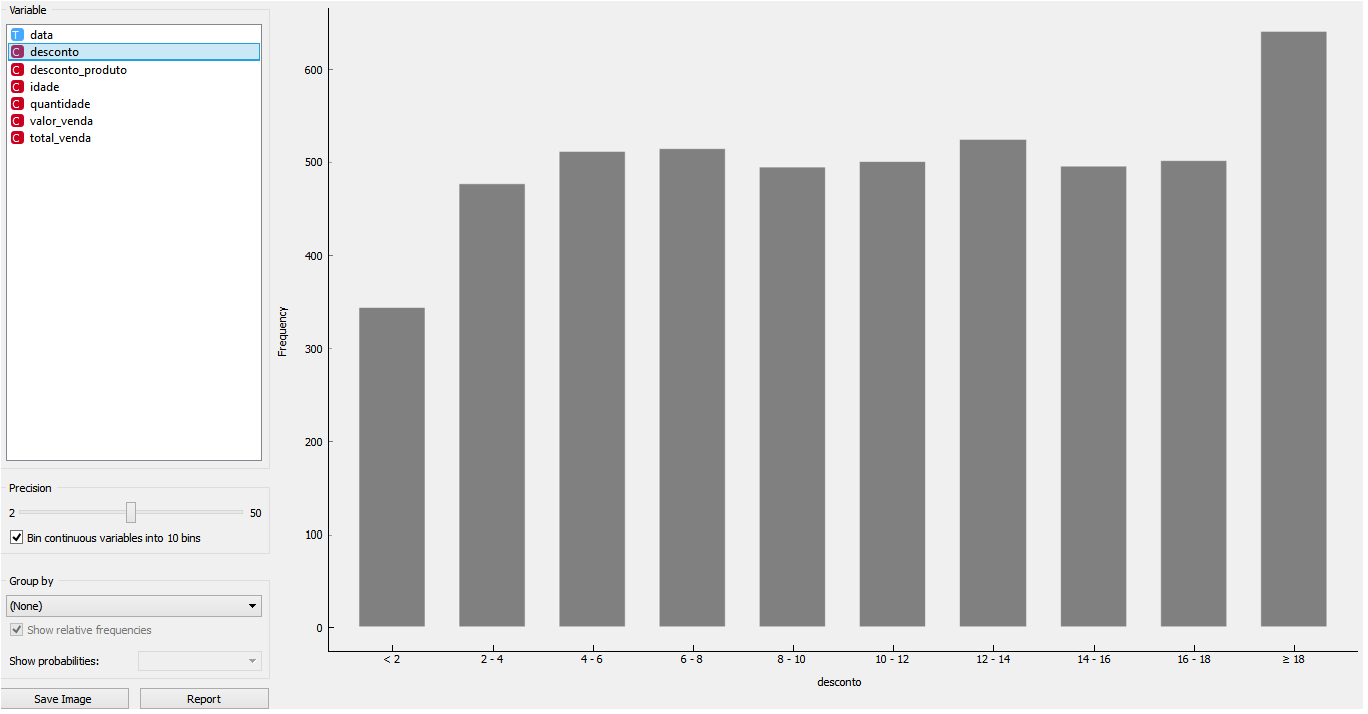 Variable
T data
C desconto
C desconto_produto
C idade
C quantidade
C valor_venda
C total_venda
Precision
2 50
Bin continuous variables into 10 bins
Group by
(None)
Show relative frequencies
Show probabilities:
Save Image Report
Frequency
600
500
400
300
200
100
0
< 2 2 - 4 4 - 6 6 - 8 8 - 10 10 - 12 12 - 14 14 - 16 16 - 18 ≥ 18
desconto